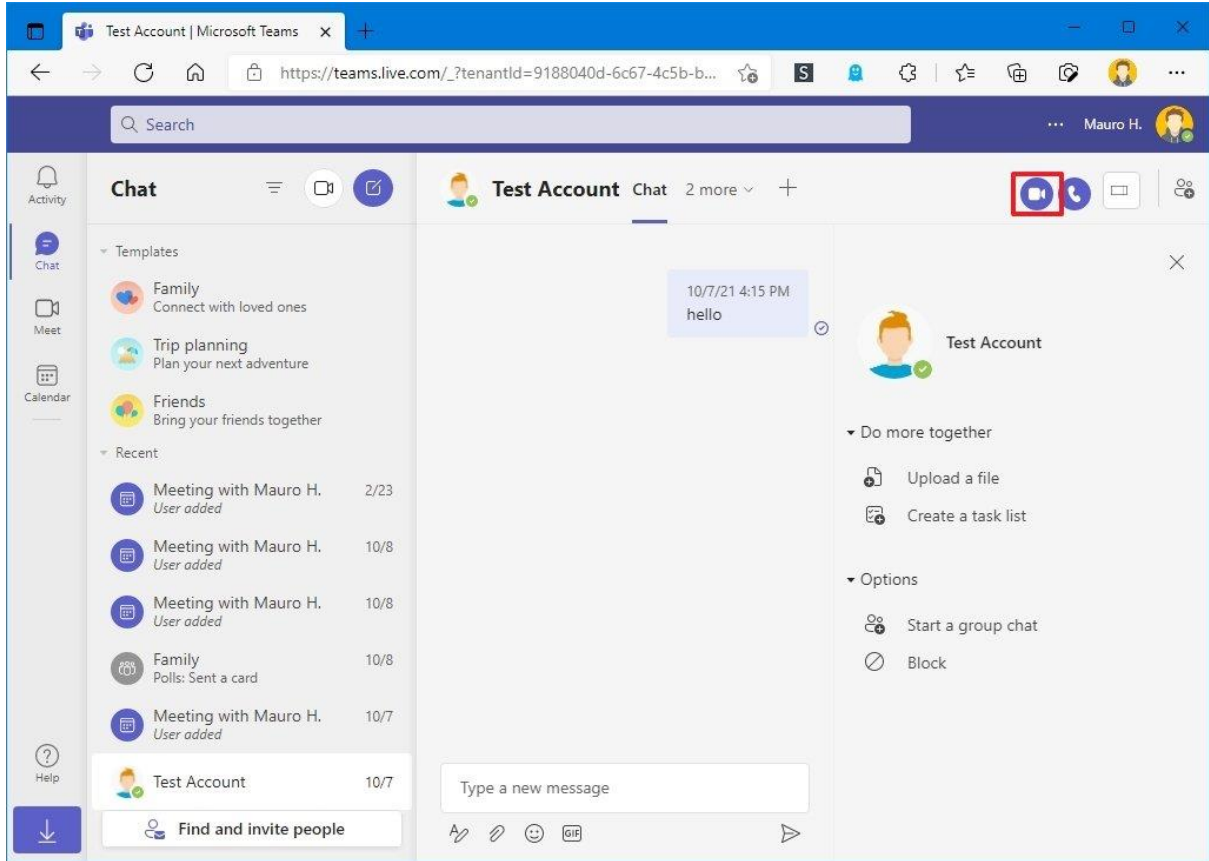 Test Account | Microsoft Teams
https://teams.live.com/_?tenantId=9188040d-6c67-4c5b-b...
S
Search
Mauro H.
Activity
Chat
Meet
Calendar
Help
Chat
Templates
Family
Connect with loved ones
Trip planning
Plan your next adventure
Friends
Bring your friends together
Recent
Meeting with Mauro H. 2/23
User added
Meeting with Mauro H. 10/8
User added
Meeting with Mauro H. 10/8
User added
Family 10/8
Polls: Sent a card
Meeting with Mauro H. 10/7
User added
Test Account 10/7
Find and invite people
Test Account Chat 2 more
10/7/21 4:15 PM
hello
Type a new message
GIF
Test Account
Do more together
Upload a file
Create a task list
Options
Start a group chat
Block